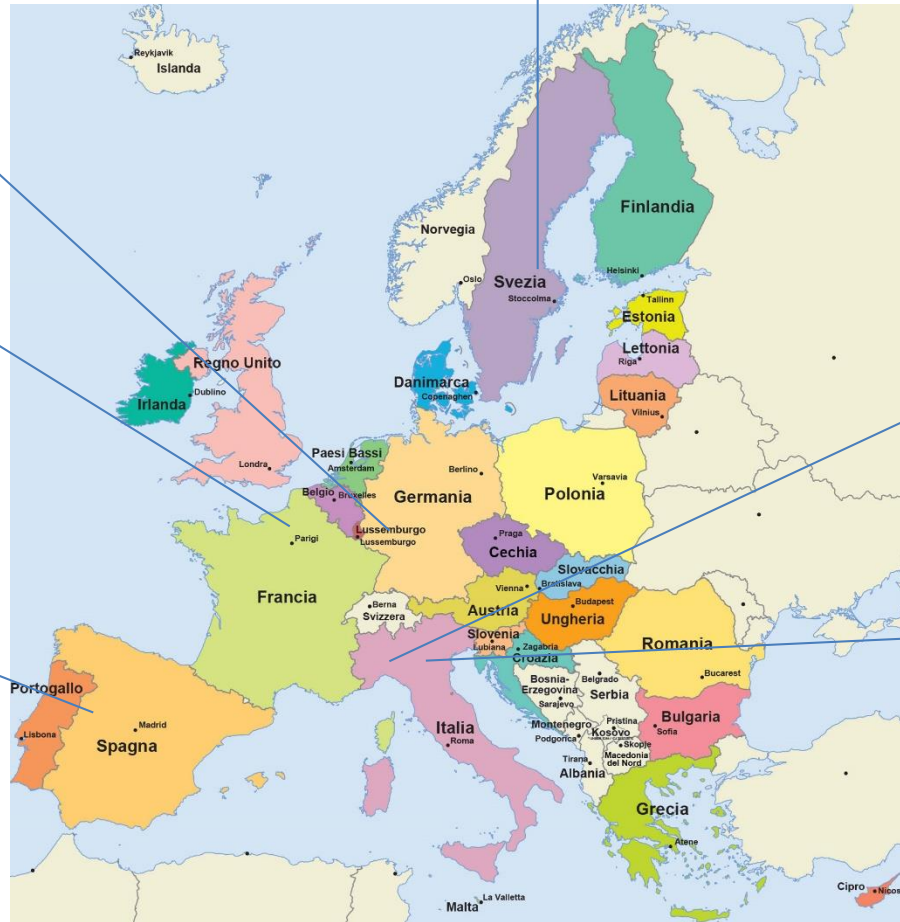 Reykjavik
Islanda
Finlandia
Norvegia
Helsinki
Oslo
Svezia
Stoccolma
Tallinn
Estonia
Lettonia
Riga
Regno Unito
Danimarca
Copenaghen
Lituania
Vilnius
Dublino
Irlanda
Paesi Bassi
Amsterdam
Londra
Berlino
Varsavia
Belgio
Bruxelles
Germania
Polonia
Lussemburgo
Lussemburgo
Praga
Cechia
Parigi
Slovacchia
Bratislava
Vienna
Francia
Berna
Svizzera
Austria
Budapest
Ungheria
Slovenia
Lubiana
Zagabria
Croazia
Romania
Bucarest
Bosnia-
Erzegovina
Sarajevo
Belgrado
Serbia
Portogallo
Lisbona
Madrid
Spagna
Italia
Roma
Montenegro
Podgorica
Pristina
Kosovo
Bulgaria
Sofia
Skopje
Macedonia
del Nord
Tirana
Albania
Grecia
Atene
La Valletta
Malta
Cipro
Nicos